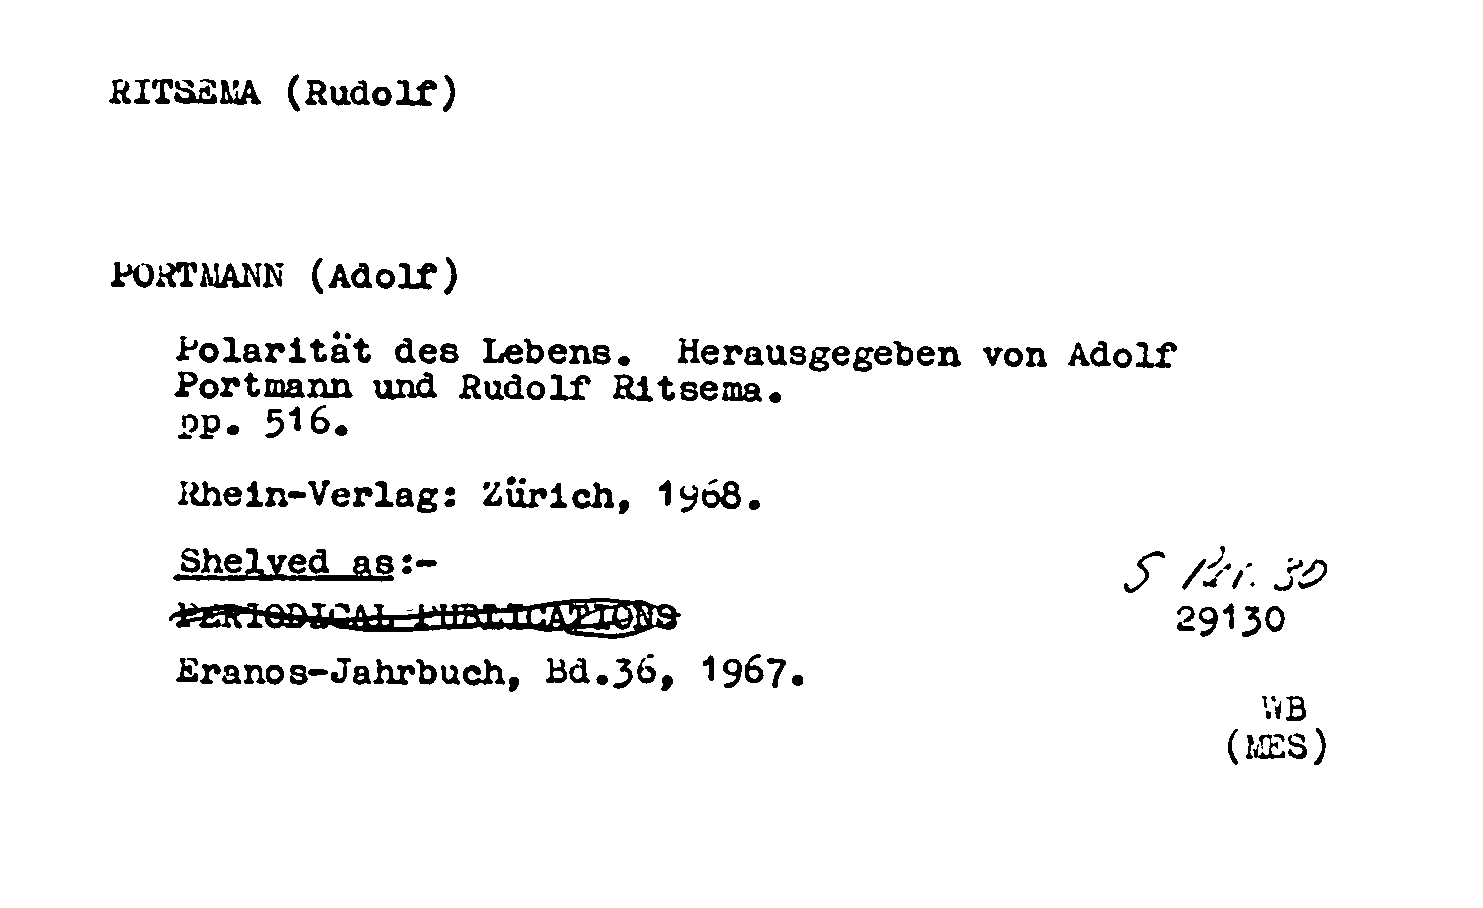 RITSEMA (Rudolf)
PORTMANN (Adolf)
Polarität des Lebens. Herausgegeben von Adolf
Portmann und Rudolf Ritsema.
pp. 516.
Rhein-Verlag: Zürich, 1968.
Shelved as:-
PERIODICAL PUBLICATIONS
Eranos-Jahrbuch, Bd.36, 1967.
S 30
29130
WB
(MES)